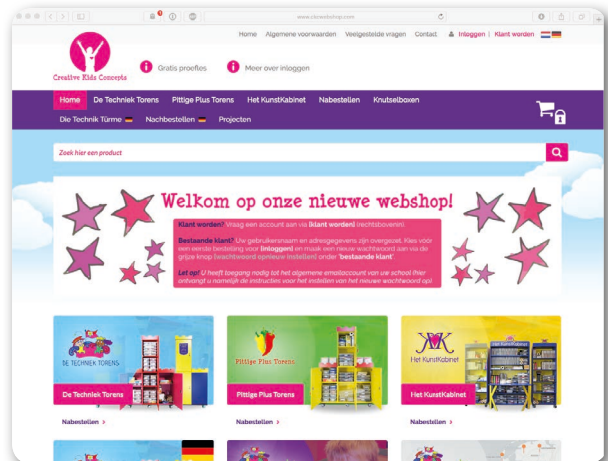 www.ckcwebshop.com
Home Algemene voorwaarden Veelgestelde vragen Contact Inloggen | Klant worden
Creative Kids Concepts
Gratis proefles
Meer over inloggen
Home De Techniek Torens Pittige Plus Torens Het KunstKabinet Nabestellen Knutselboxen
Die Technik Türme Nachbestellen Projecten
Zoek hier een product
Welkom op onze nieuwe webshop!
Klant worden? Vraag een account aan via [klant worden] (rechtsbovenin).
Bestaande klant? Uw gebruikersnaam en adresgegevens zijn overgezet. Kies vóór
een eerste bestelling voor [inloggen] en maak een nieuw wachtwoord aan via de
grijze knop [wachtwoord opnieuw instellen] onder 'bestaande klant'.
Let op! U heeft toegang nodig tot het algemene emailaccount van uw school (hier
ontvangt u namelijk de instructies voor het instellen van het nieuwe wachtwoord op).
DE TECHNIEK TORENS
Pittige Plus Torens
Het KunstKabinet
De Techniek Torens
Pittige Plus Torens
Het KunstKabinet
Nabestellen >
Nabestellen >
Nabestellen >